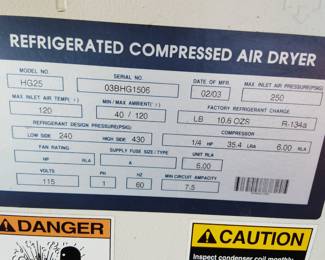 REFRIGERATED COMPRESSED AIR DRYER
MODEL NO. SERIAL NO. DATE OF MFR. MAX INLET AIR PRESSURE(PSIG)
HG25 03BHG1506 02/03 250
MAX INLET AIR TEMP(°F) MIN / MAX AMBIENT(°F) FACTORY REFRIGERANT CHARGE
120 40 / 120 LB 10.6 OZS R-134a
REFRIGERANT DESIGN PRESSURE(PSIG) COMPRESSOR
LOW SIDE 240 HIGH SIDE 430 1/4 HP 35.4 LRA 6.00 RLA
FAN RATING SUPPLY FUSE SIZE / TYPE UNIT RLA
HP RLA A 6.00
VOLTS PH HZ MIN CIRCUIT AMPACITY
115 1 60 7.5
DANGER
CAUTION
Inspect condenser coil monthly